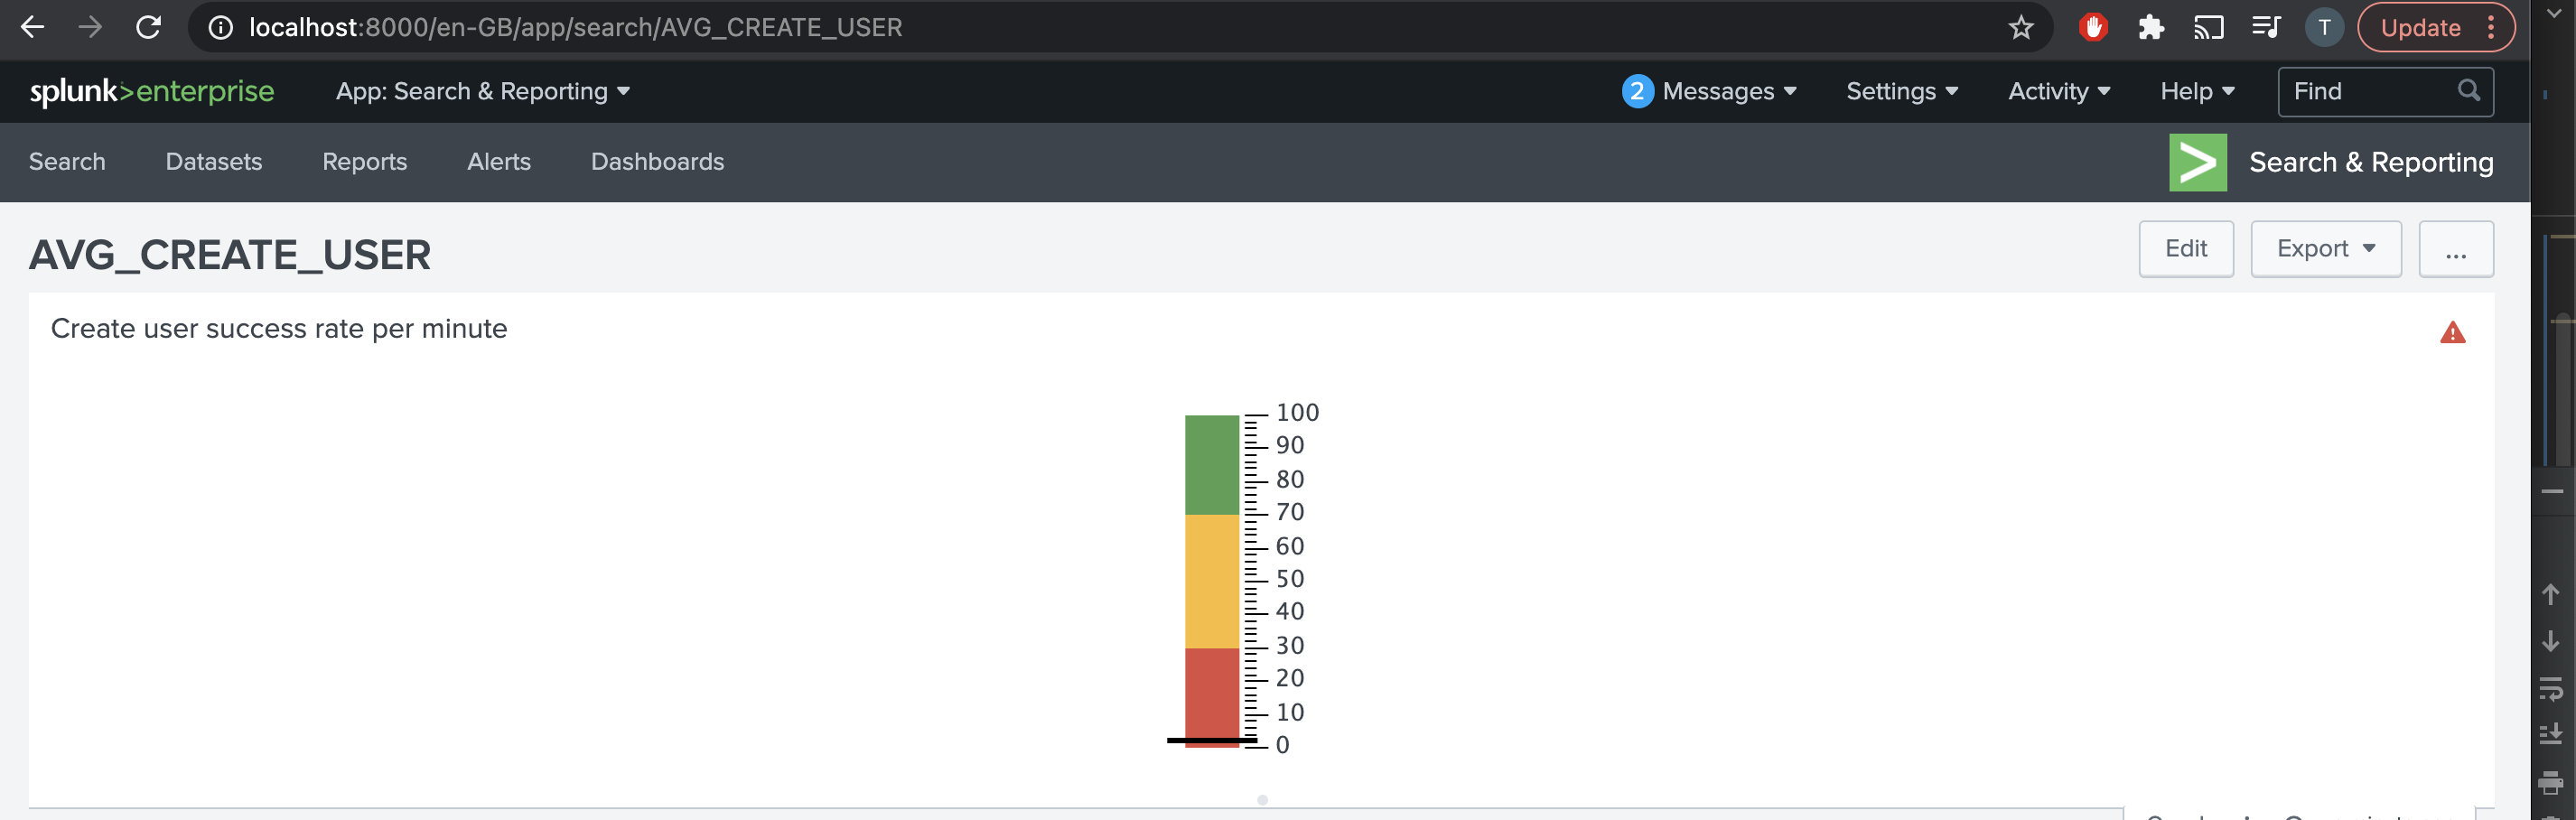 localhost:8000/en-GB/app/search/AVG_CREATE_USER
T
Update
splunk>enterprise
App: Search & Reporting
2 Messages
Settings
Activity
Help
Find
Search
Datasets
Reports
Alerts
Dashboards
Search & Reporting
AVG_CREATE_USER
Edit
Export
...
Create user success rate per minute
100
90
80
70
60
50
40
30
20
10
0